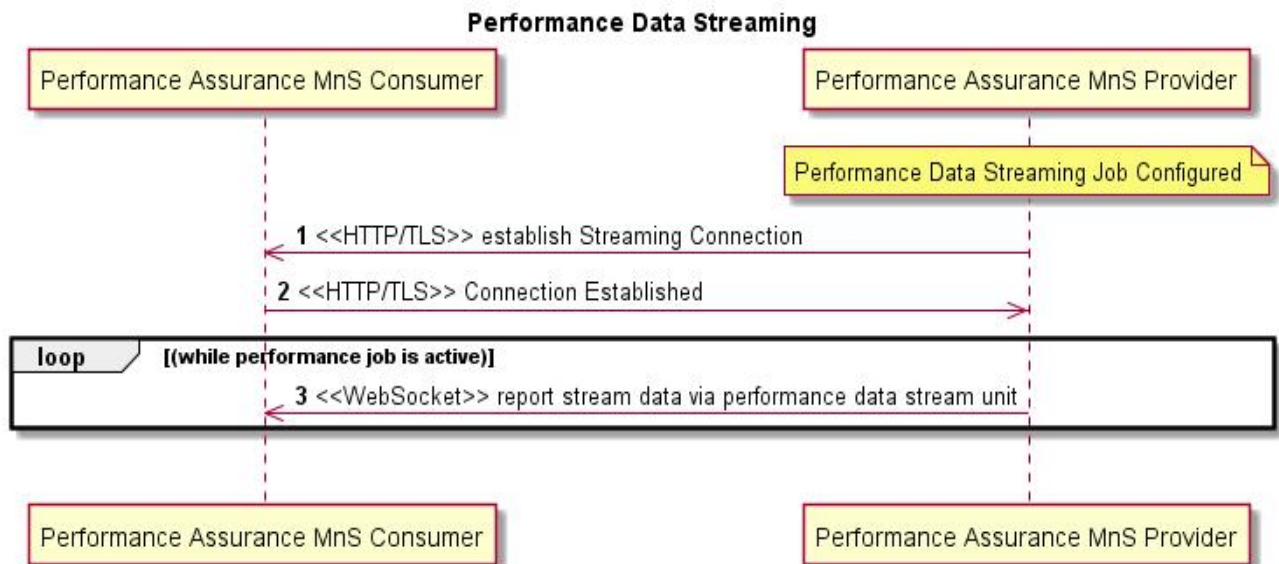 Performance Data Streaming
Performance Assurance MnS Consumer
Performance Assurance MnS Provider
Performance Data Streaming Job Configured
1 <<HTTP/TLS>> establish Streaming Connection
2 <<HTTP/TLS>> Connection Established
loop [(while performance job is active)]
3 <<WebSocket>> report stream data via performance data stream unit
Performance Assurance MnS Consumer
Performance Assurance MnS Provider